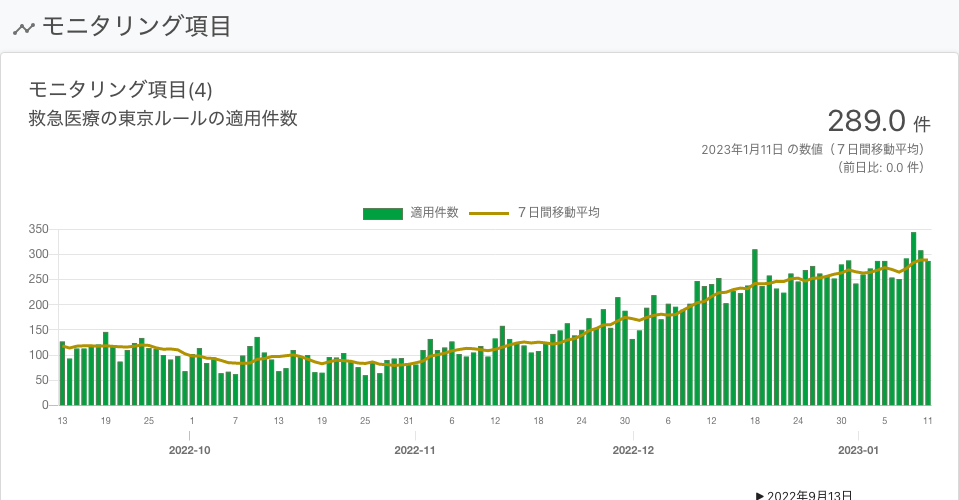 モニタリング項目
モニタリング項目(4)
救急医療の東京ルールの適用件数
289.0 件
2023年1月11日 の数値（７日間移動平均）
（前日比: 0.0 件）
適用件数 ７日間移動平均
350
300
250
200
150
100
50
0
13 19 25 1 7 13 19 25 31 6 12 18 24 30 6 12 18 24 30 5 11
2022-10 2022-11 2022-12 2023-01
▶ 2022年9月13日